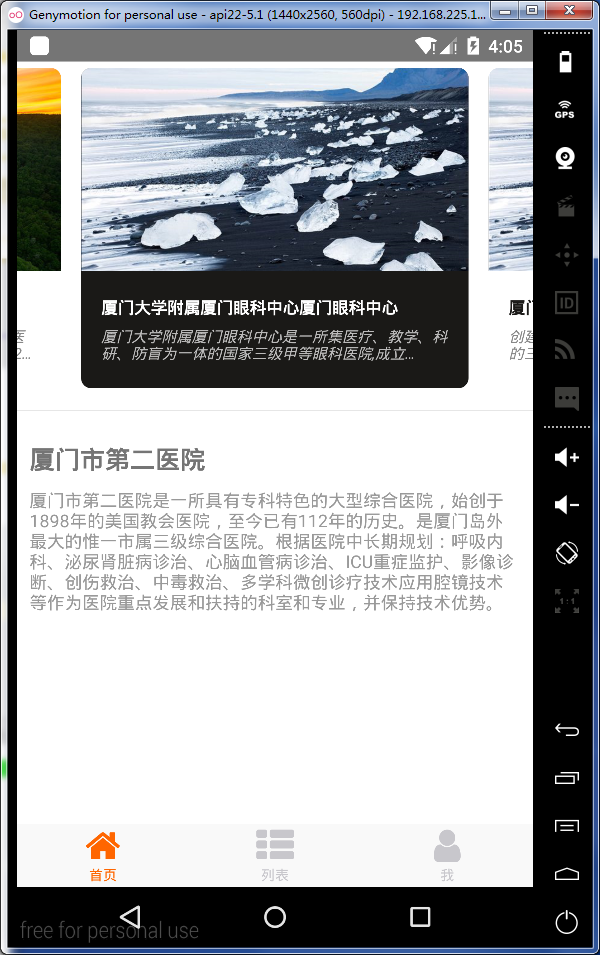 Genymotion for personal use - api22-5.1 (1440x2560, 560dpi) - 192.168.225.1...
4:05
GPS
厦门大学附属厦门眼科中心厦门眼科中心
厦门大学附属厦门眼科中心是一所集医疗、教学、科
研、防盲为一体的国家三级甲等眼科医院,成立...
医
2...
厦门
创建
的三
ID
厦门市第二医院
厦门市第二医院是一所具有专科特色的大型综合医院，始创于
1898年的美国教会医院，至今已有112年的历史。是厦门岛外
最大的惟一市属三级综合医院。根据医院中长期规划：呼吸内
科、泌尿肾脏病诊治、心脑血管病诊治、ICU重症监护、影像诊
断、创伤救治、中毒救治、多学科微创诊疗技术应用腔镜技术
等作为医院重点发展和扶持的科室和专业，并保持技术优势。
1:1
首页
列表
我
free for personal use